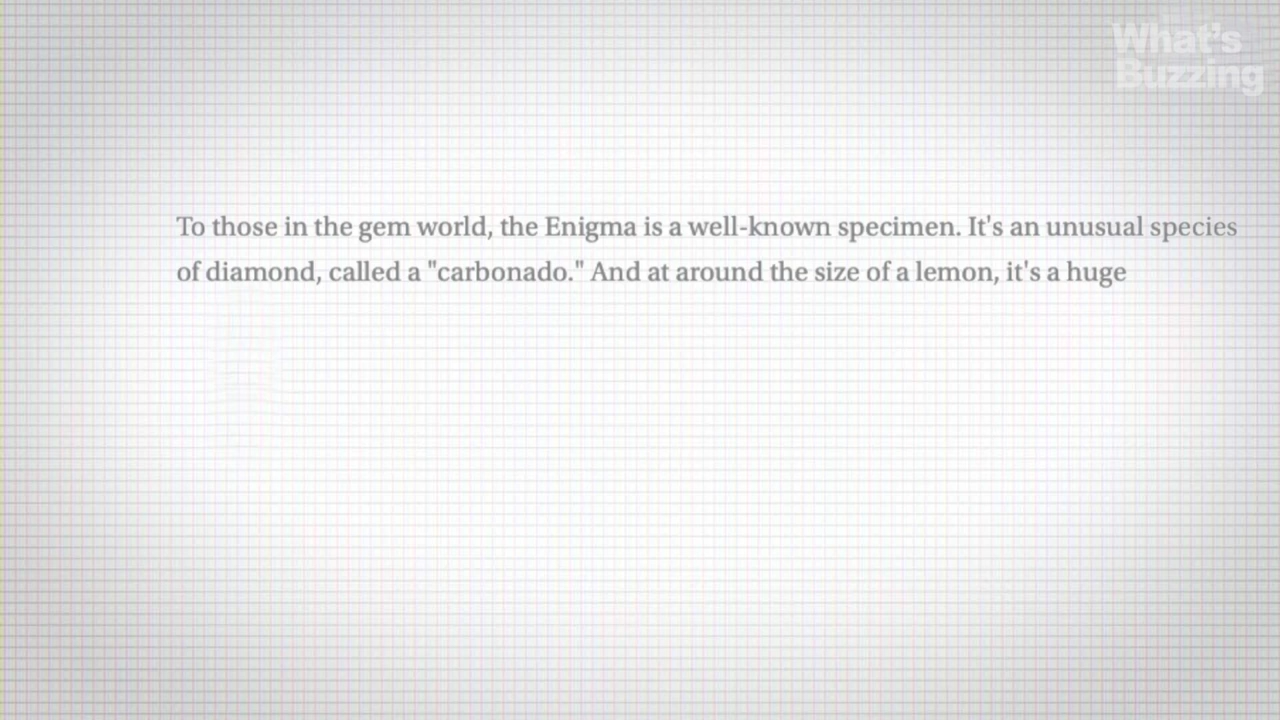 What's
Buzzing
To those in the gem world, the Enigma is a well-known specimen. It's an unusual species
of diamond, called a "carbonado." And at around the size of a lemon, it's a huge